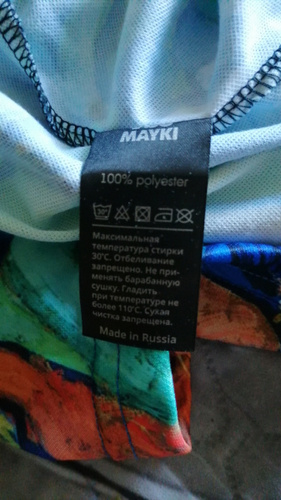 MAYKI
100% polyester
30°
Максимальная
температура стирки
30°С. Отбеливание
запрещено. Не при-
менять барабанную
сушку. Гладить
при температуре не
более 110°С. Сухая
чистка запрещена.
Made in Russia